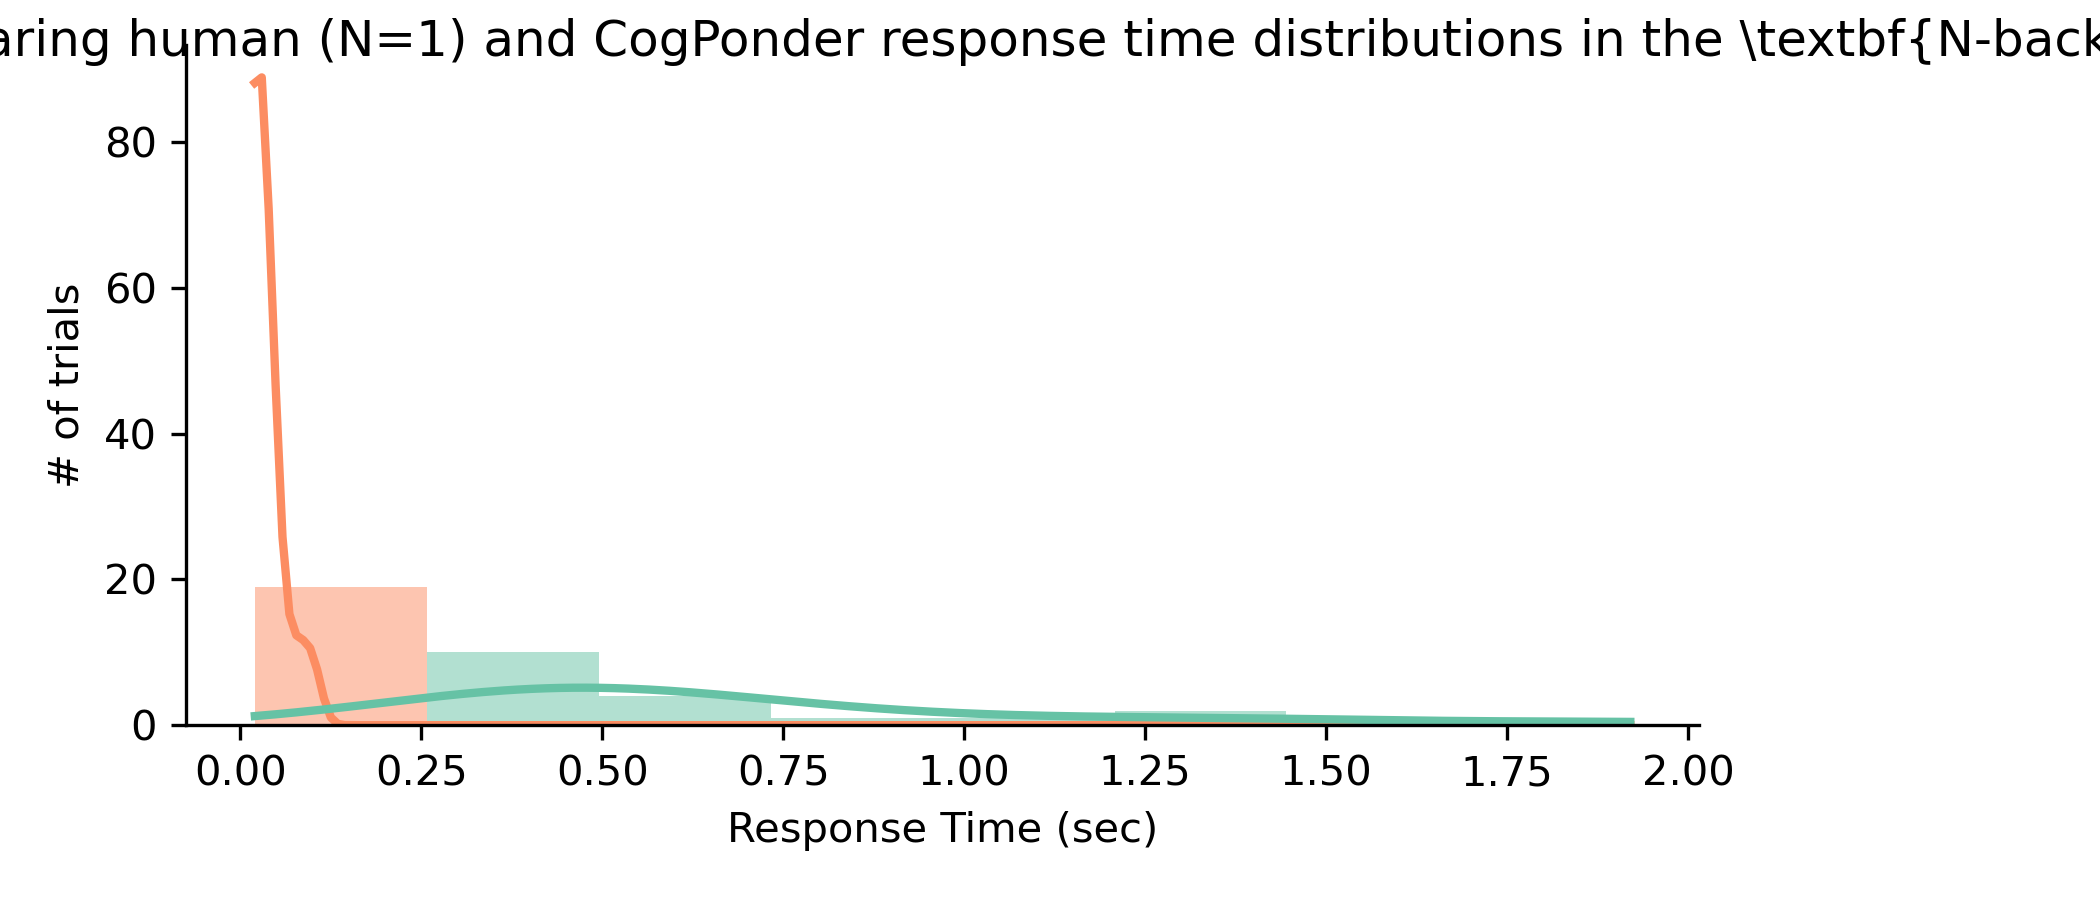 human (N=1) and CogPonder response time distributions in the \textbf{N-back
80
60
40
20
0
# of trials
0.00 0.25 0.50 0.75 1.00 1.25 1.50 1.75 2.00
Response Time (sec)